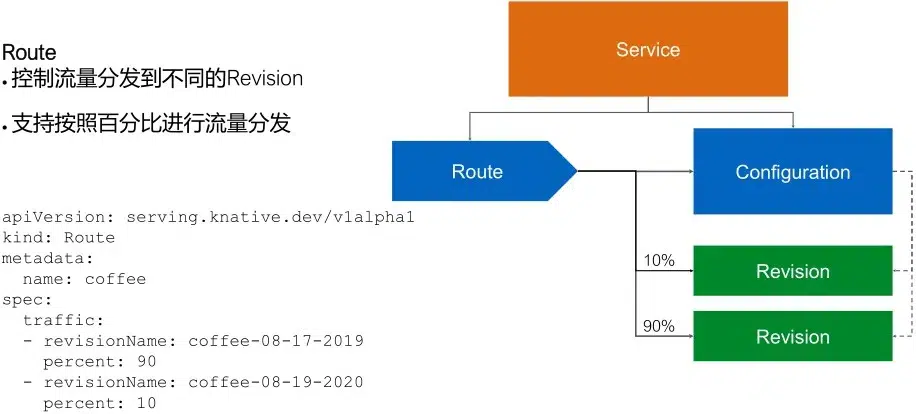 Route
• 控制流量分发到不同的Revision
• 支持按照百分比进行流量分发
apiVersion: serving.knative.dev/v1alpha1
kind: Route
metadata:
  name: coffee
spec:
  traffic:
  - revisionName: coffee-08-17-2019
    percent: 90
  - revisionName: coffee-08-19-2020
    percent: 10
Service
Route
Configuration
10%
Revision
90%
Revision